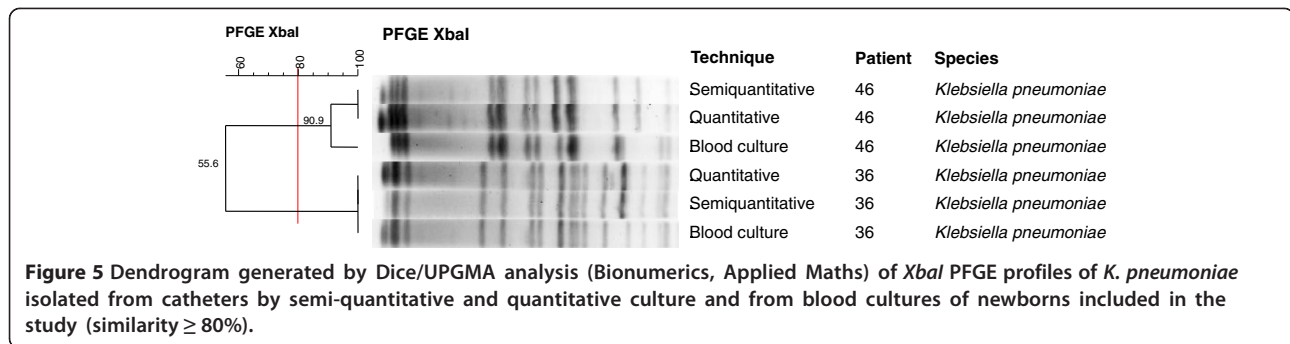 PFGE XbaI PFGE XbaI
60 80 100
Technique Patient Species
Semiquantitative 46 Klebsiella pneumoniae
Quantitative 46 Klebsiella pneumoniae
90.9
Blood culture 46 Klebsiella pneumoniae
55.6
Quantitative 36 Klebsiella pneumoniae
Semiquantitative 36 Klebsiella pneumoniae
Blood culture 36 Klebsiella pneumoniae
Figure 5 Dendrogram generated by Dice/UPGMA analysis (Bionumerics, Applied Maths) of XbaI PFGE profiles of K. pneumoniae
isolated from catheters by semi-quantitative and quantitative culture and from blood cultures of newborns included in the
study (similarity ≥ 80%).